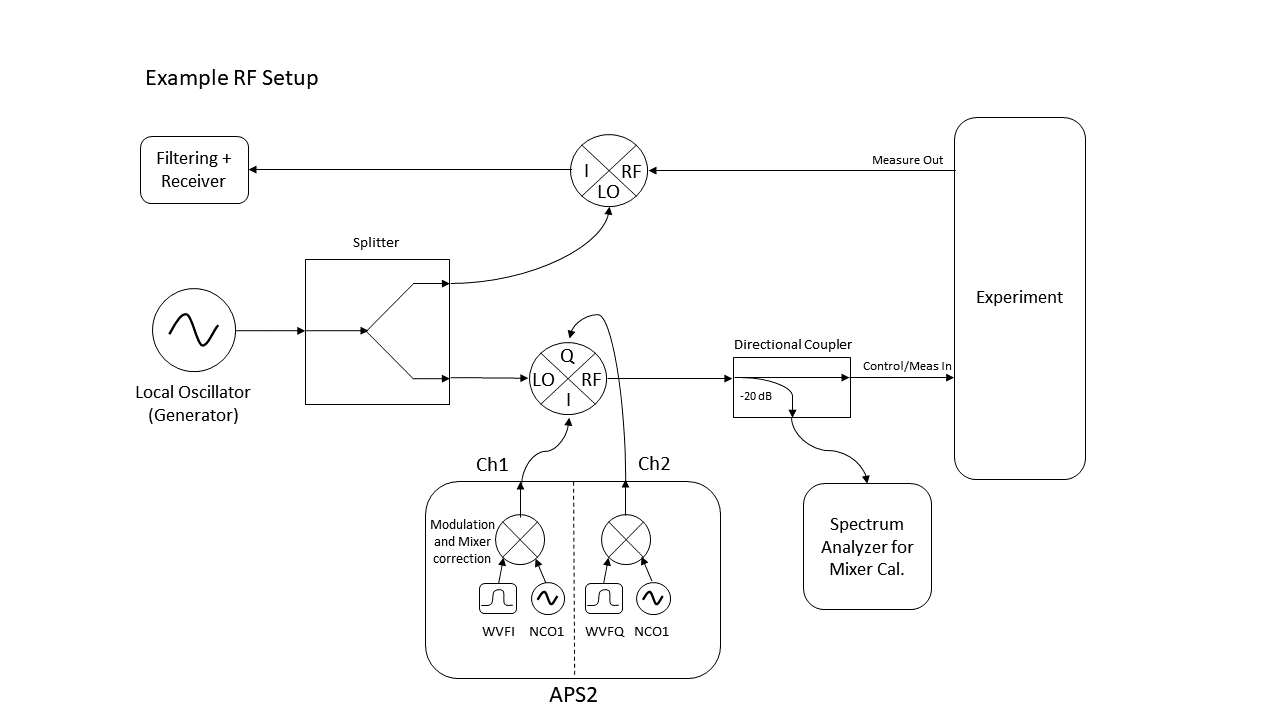 Example RF Setup
Filtering +
Receiver
I
RF
LO
Measure Out
Splitter
Experiment
Local Oscillator
(Generator)
Q
LO
RF
I
Directional Coupler
-20 dB
Control/Meas In
Ch1
Ch2
Modulation
and Mixer
correction
WVFI
NCO1
WVFQ
NCO1
APS2
Spectrum
Analyzer for
Mixer Cal.